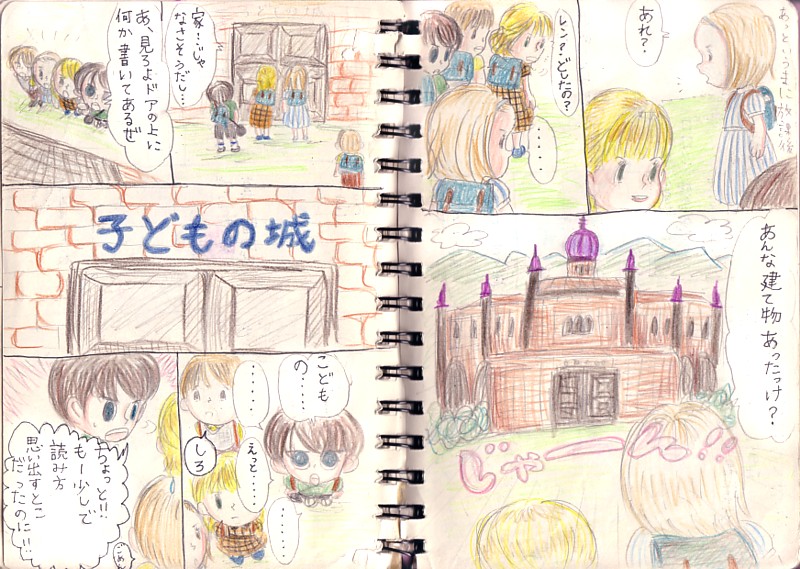 あっというまに放課後
あれ?
レン?どしたの?
・・・・
あんな建て物あったっけ?
じゃーん!!
どもの城
家…じゃ
なさそうだし…
あ、見ろよドアの上に
何か書いてあるぜ
子どもの城
こども
の・・・・
・・・・・
・・・・
えっと・・・・
しろ
ちょっと!!
もー少しで
読み方
思い出すとこ
だったのに!!
ごめん